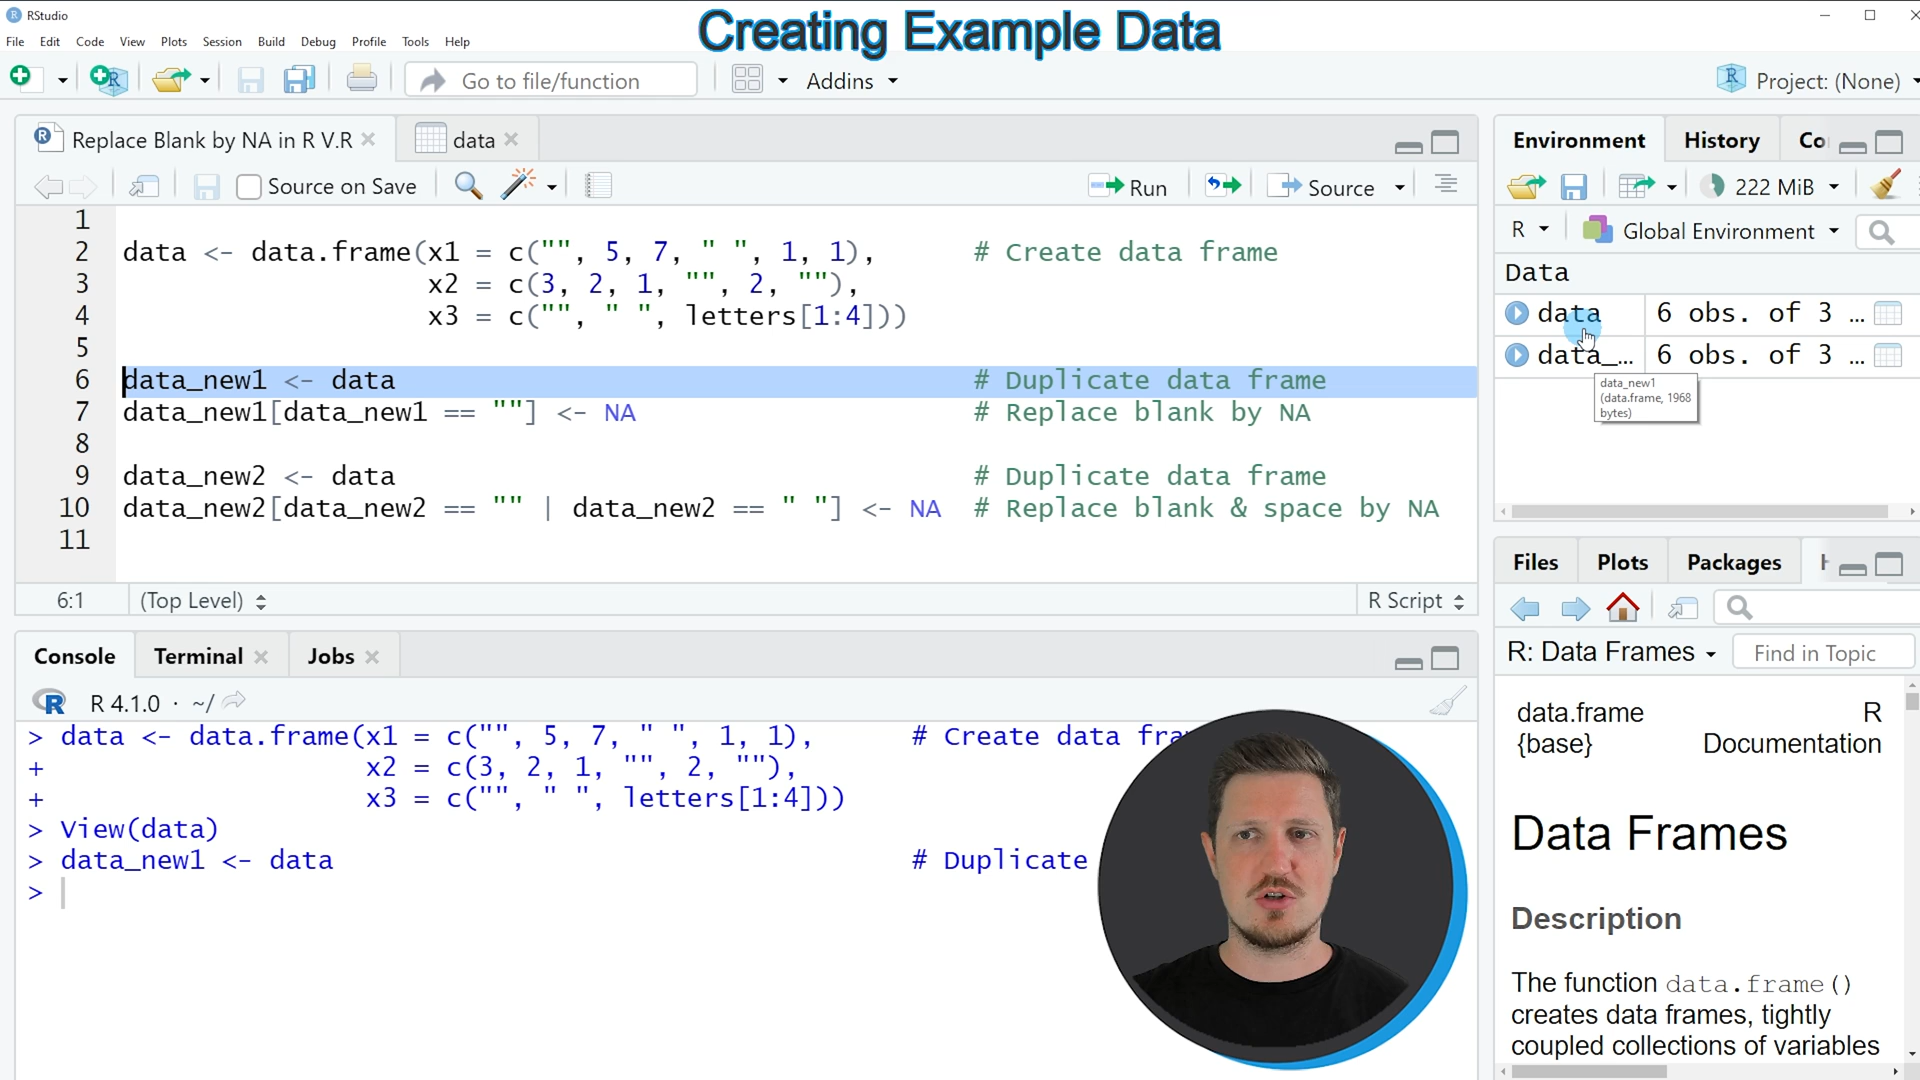 RStudio
Creating Example Data
File Edit Code View Plots Session Build Debug Profile Tools Help
Go to file/function
Addins
Project: (None)
Replace Blank by NA in R V.R
data
Source on Save
Run
Source
1
2 data <- data.frame(x1 = c("", 5, 7, " ", 1, 1), # Create data frame
3 x2 = c(3, 2, 1, "", 2, ""),
4 x3 = c("", " ", letters[1:4]))
5
6 data_new1 <- data # Duplicate data frame
7 data_new1[data_new1 == ""] <- NA # Replace blank by NA
8
9 data_new2 <- data # Duplicate data frame
10 data_new2[data_new2 == "" | data_new2 == " "] <- NA # Replace blank & space by NA
11
6:1 (Top Level) R Script
Console Terminal Jobs
R R 4.1.0 · ~/
> data <- data.frame(x1 = c("", 5, 7, " ", 1, 1), # Create data fra
+ x2 = c(3, 2, 1, "", 2, ""),
+ x3 = c("", " ", letters[1:4]))
> View(data)
> data_new1 <- data # Duplicate
>
Environment History Co
222 MiB
R Global Environment
Data
data 6 obs. of 3 …
data_… 6 obs. of 3 …
data_new1
(data.frame, 1968
bytes)
Files Plots Packages
R: Data Frames Find in Topic
data.frame R
{base} Documentation
Data Frames
Description
The function data.frame()
creates data frames, tightly
coupled collections of variables